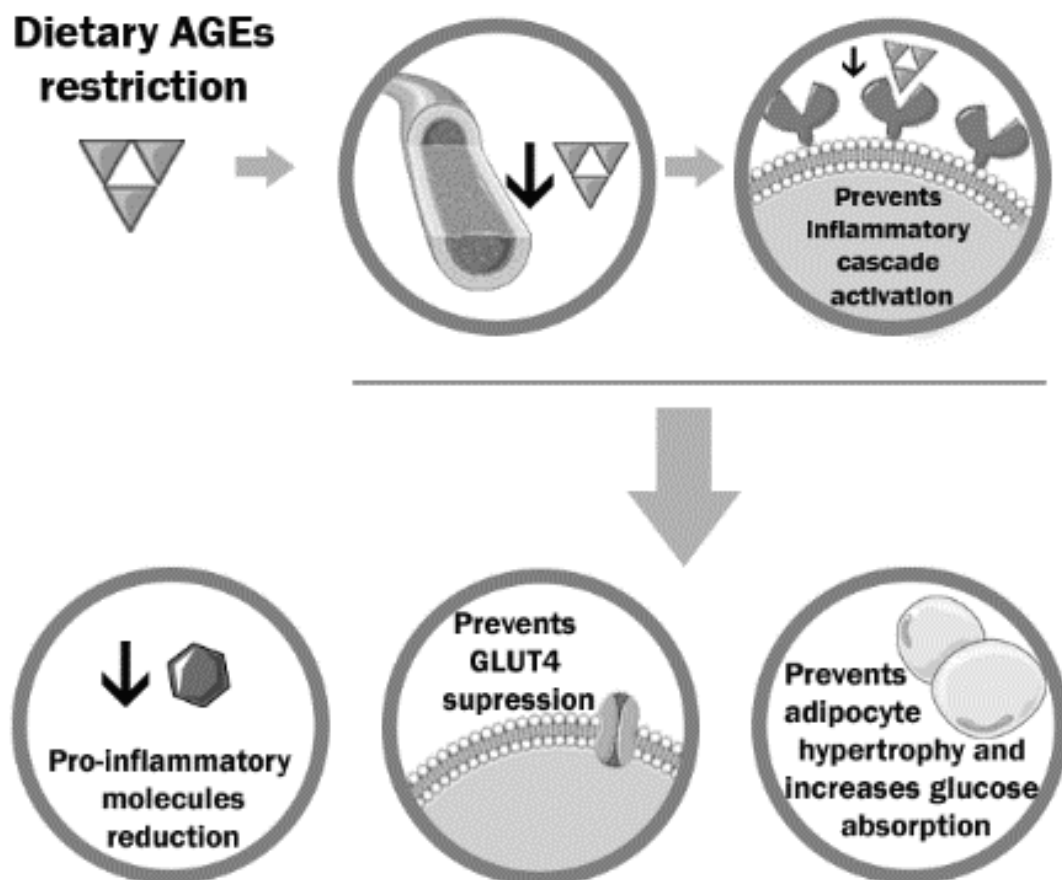 Dietary AGEs
restriction
Prevents
inflammatory
cascade
activation
Pro-inflammatory
molecules
reduction
Prevents
GLUT4
supression
Prevents
adipocyte
hypertrophy and
increases glucose
absorption